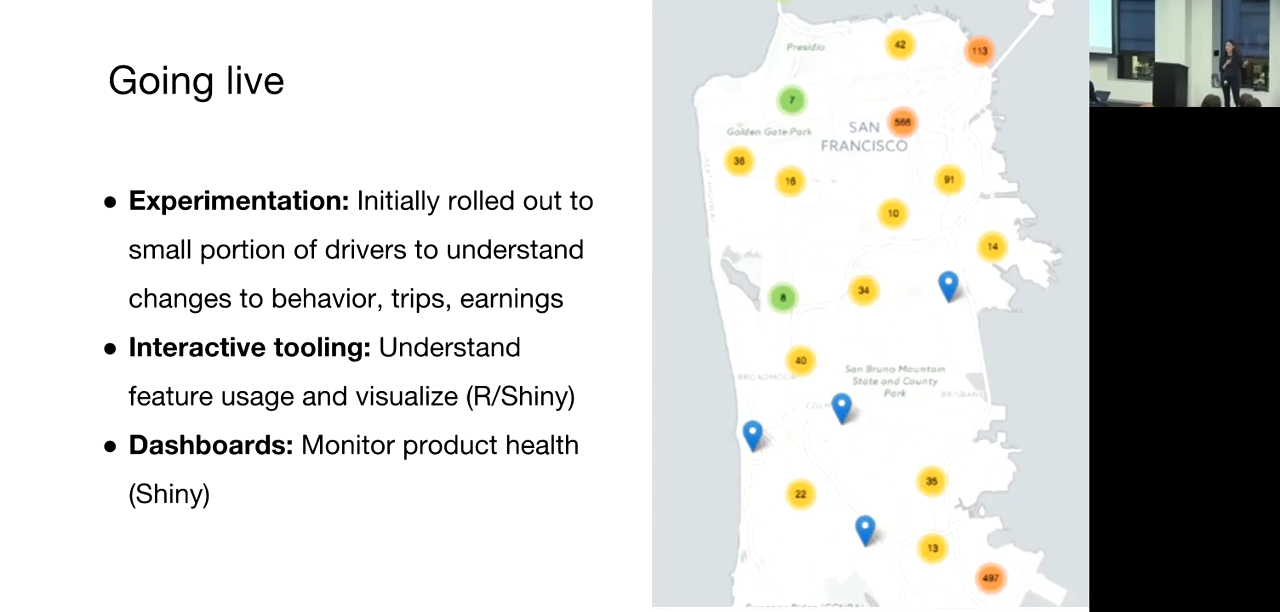 Going live
● Experimentation: Initially rolled out to
small portion of drivers to understand
changes to behavior, trips, earnings
● Interactive tooling: Understand
feature usage and visualize (R/Shiny)
● Dashboards: Monitor product health
(Shiny)
Presidio
42
113
7
Golden Gate Park
SAN
FRANCISCO
566
36
16
91
10
14
8
34
40
BROADMOOR
San Bruno Mountain
State and County
Park
BRISBANE
22
35
13
497